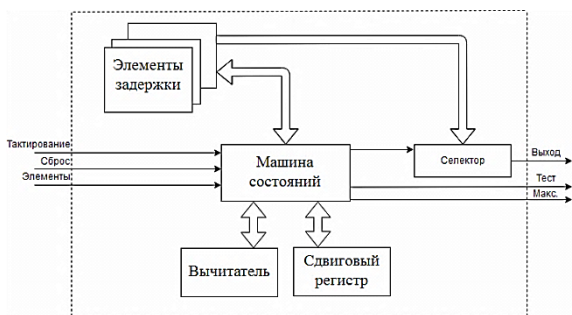 Элементы
задержки
Тактирование
Сброс
Элементы
Машина
состояний
Селектор
Выход
Тест
Макс.
Вычитатель
Сдвиговый
регистр